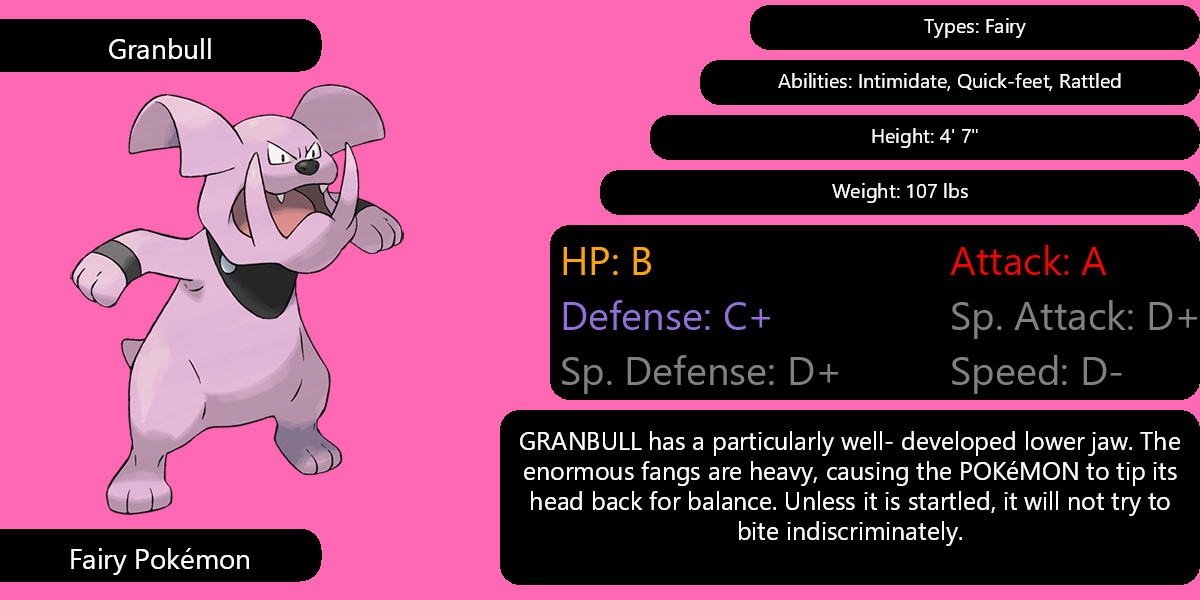 Granbull
Types: Fairy
Abilities: Intimidate, Quick-feet, Rattled
Height: 4' 7"
Weight: 107 lbs
HP: B
Attack: A
Defense: C+
Sp. Attack: D+
Sp. Defense: D+
Speed: D-
GRANBULL has a particularly well- developed lower jaw. The
enormous fangs are heavy, causing the POKéMON to tip its
head back for balance. Unless it is startled, it will not try to
bite indiscriminately.
Fairy Pokémon